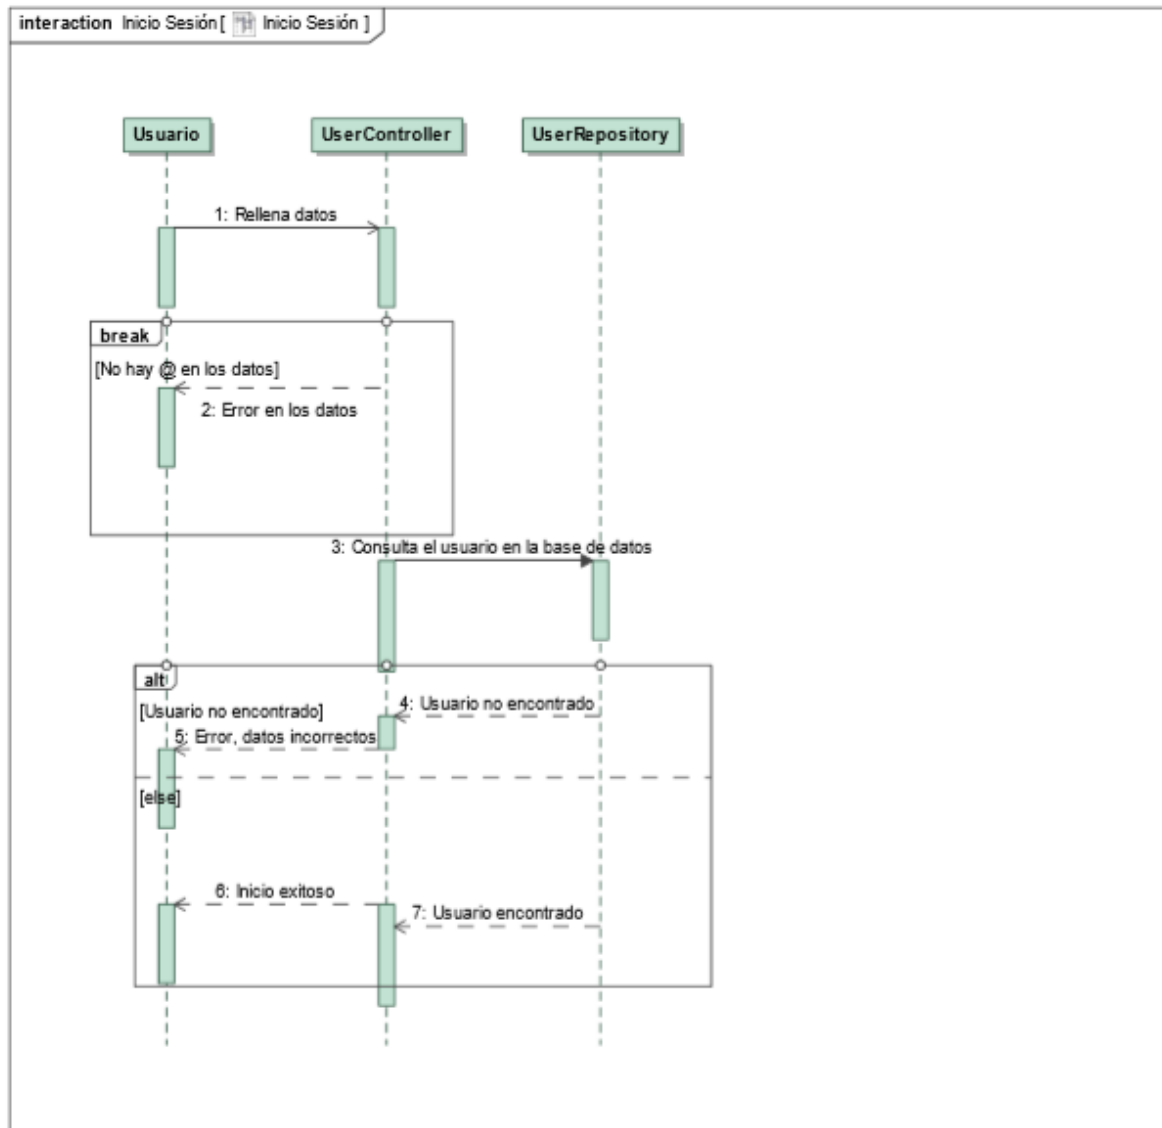 interaction Inicio Sesión [ Inicio Sesión ]
Usuario
UserController
UserRepository
1: Rellena datos
break
[No hay @ en los datos]
2: Error en los datos
3: Consulta el usuario en la base de datos
alt
4: Usuario no encontrado
[Usuario no encontrado]
5: Error, datos incorrectos
[else]
6: Inicio exitoso
7: Usuario encontrado